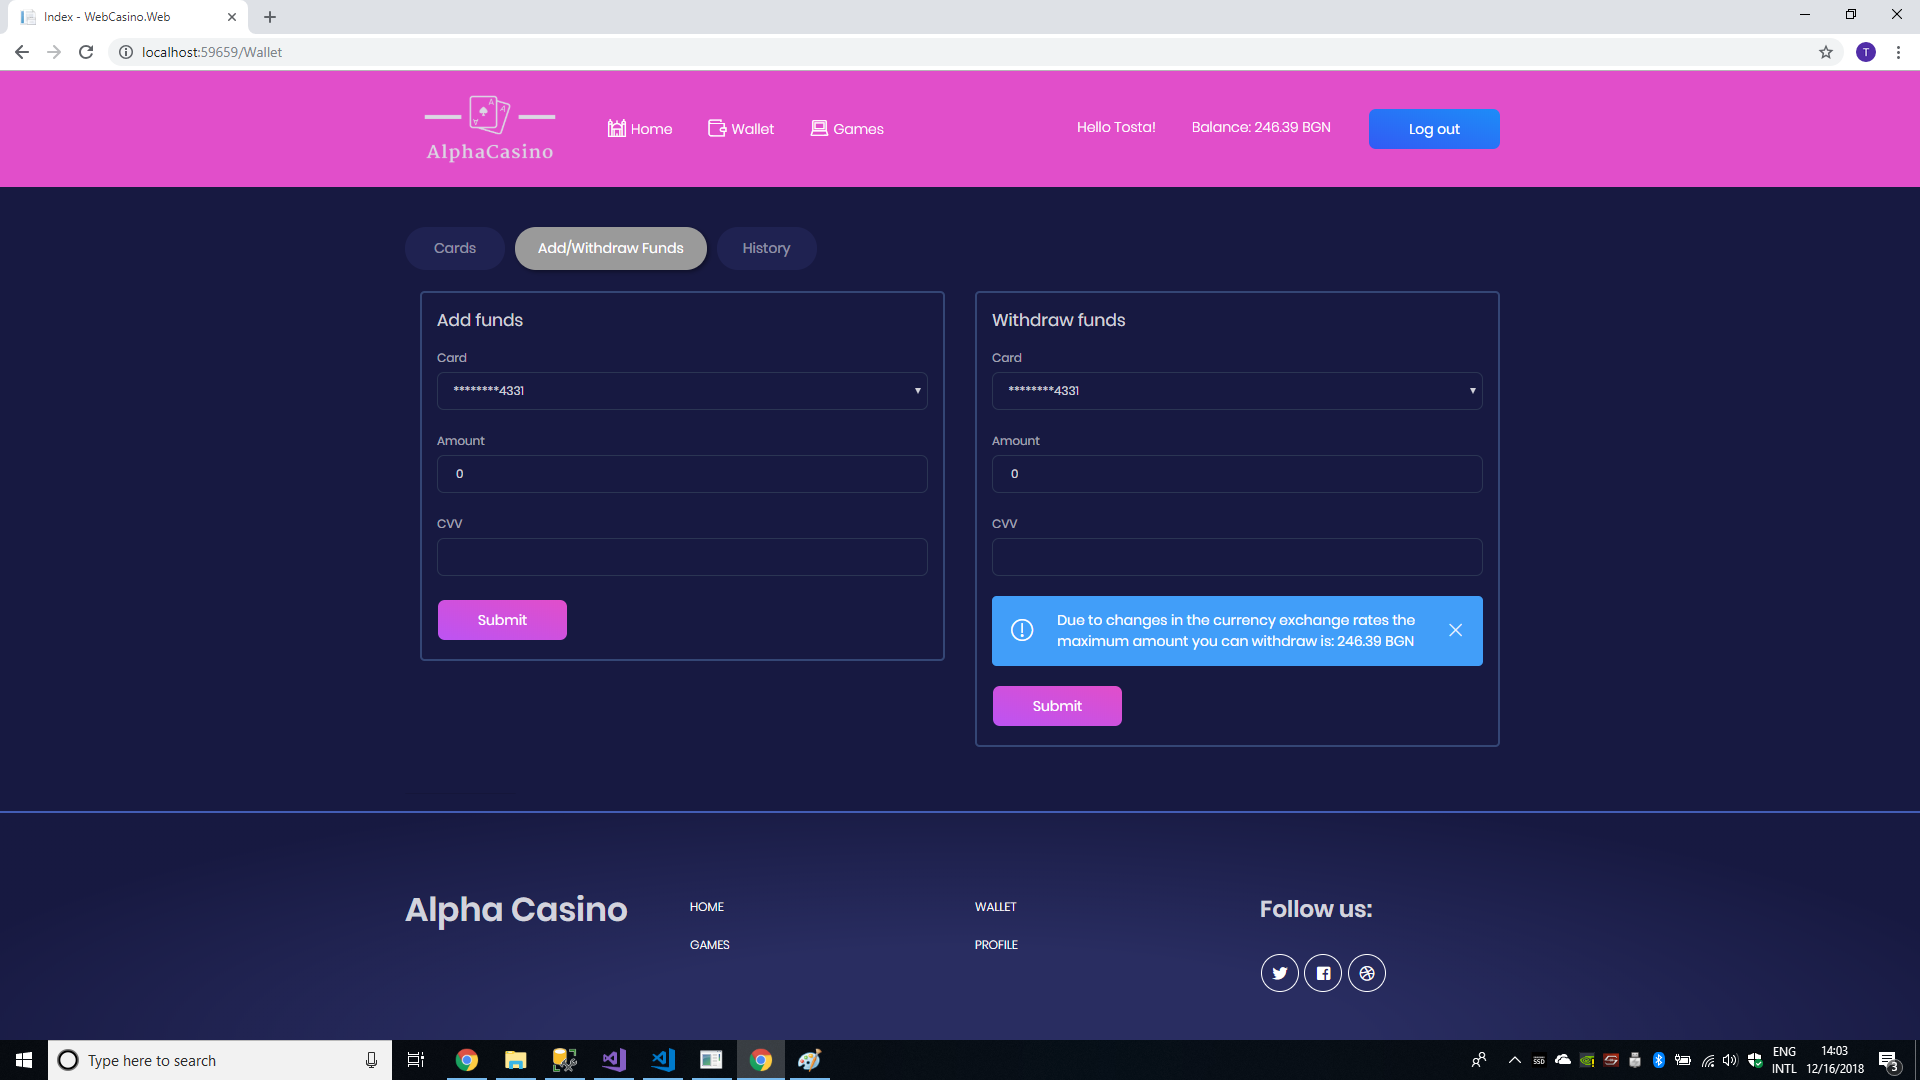 Index - WebCasino.Web
localhost:59659/Wallet
T
AlphaCasino
Home
Wallet
Games
Hello Tosta!
Balance: 246.39 BGN
Log out
Cards
Add/Withdraw Funds
History
Add funds
Card
********4331
Amount
0
CVV
Submit
Withdraw funds
Card
********4331
Amount
0
CVV
Due to changes in the currency exchange rates the
maximum amount you can withdraw is: 246.39 BGN
Submit
Alpha Casino
HOME
GAMES
WALLET
PROFILE
Follow us:
Type here to search
SSD
ENG
INTL
14:03
12/16/2018
3